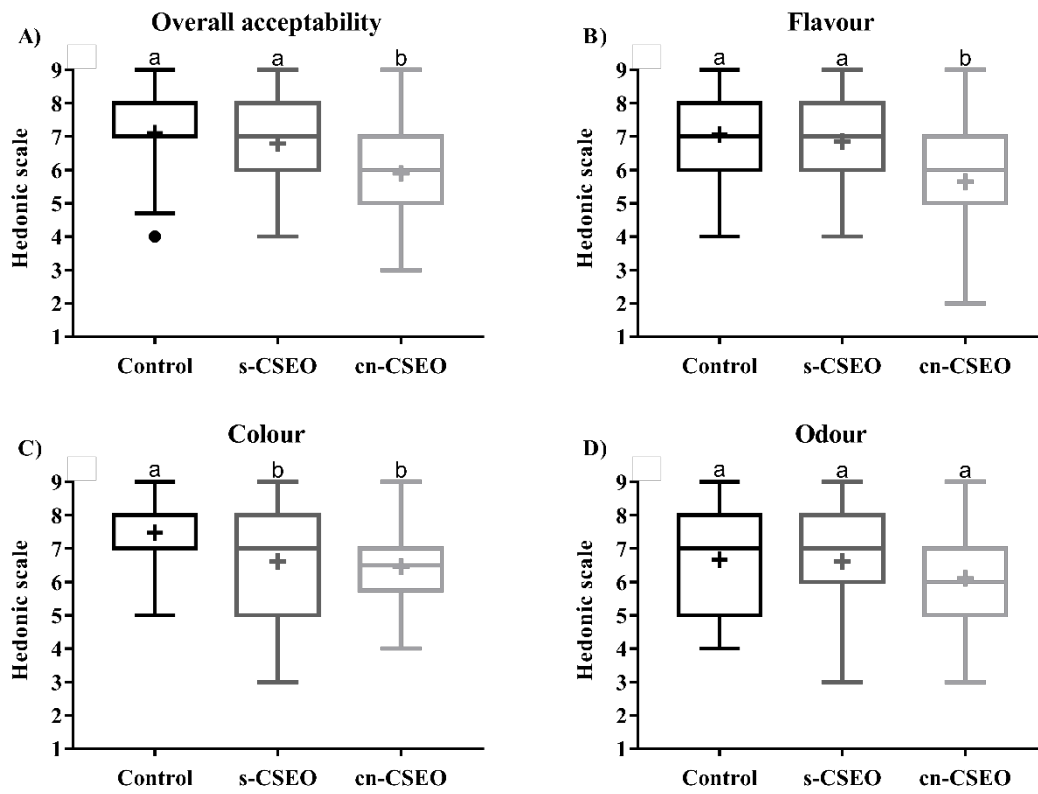 A)
Overall acceptability
a a b
Hedonic scale
9
8
7
6
5
4
3
2
1
Control s-CSEO cn-CSEO
B)
Flavour
a a b
Hedonic scale
9
8
7
6
5
4
3
2
1
Control s-CSEO cn-CSEO
C)
Colour
a b b
Hedonic scale
9
8
7
6
5
4
3
2
1
Control s-CSEO cn-CSEO
D)
Odour
a a a
Hedonic scale
9
8
7
6
5
4
3
2
1
Control s-CSEO cn-CSEO